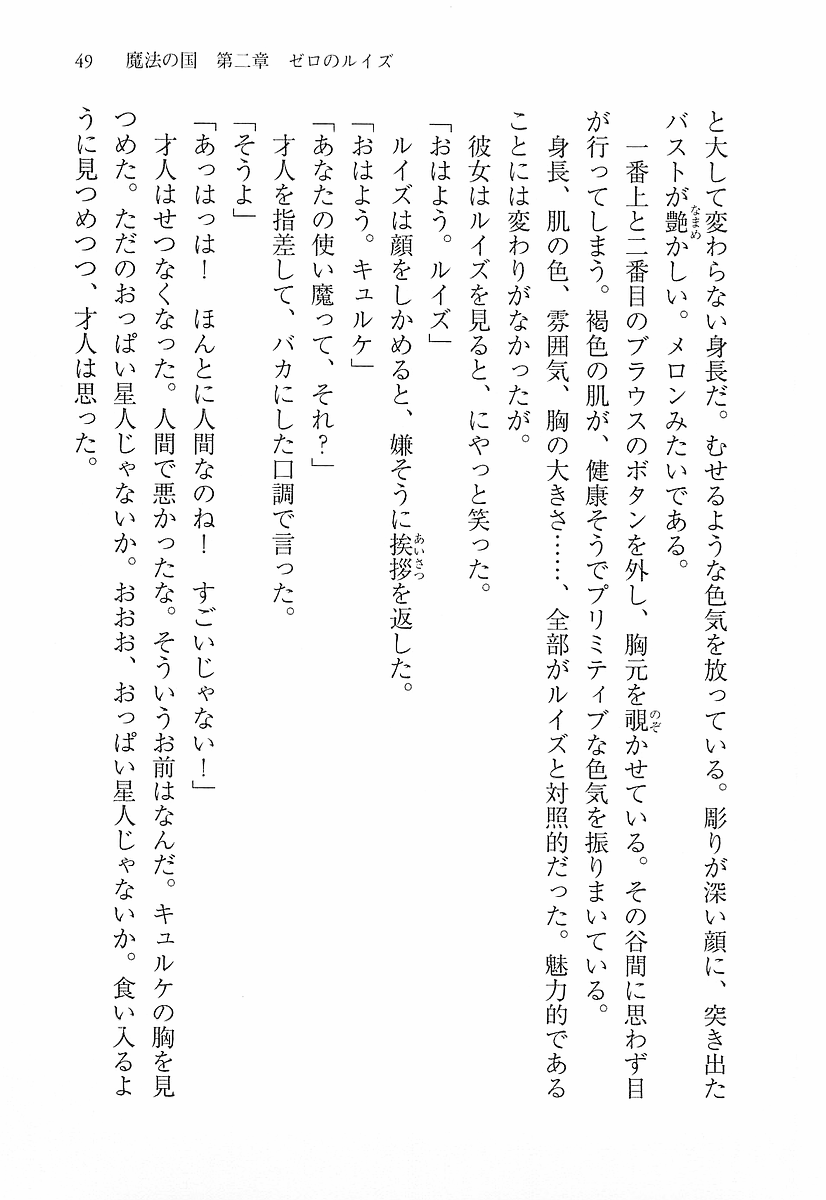 49　魔法の国　第二章　ゼロのルイズ
と大して変わらない身長だ。むせるような色気を放っている。彫りが深い顔に、突き出た
バストが艶かしい。メロンみたいである。
　一番上と二番目のブラウスのボタンを外し、胸元を覗かせている。その谷間に思わず目
が行ってしまう。褐色の肌が、健康そうでプリミティブな色気を振りまいている。
　身長、肌の色、雰囲気、胸の大きさ……、全部がルイズと対照的だった。魅力的である
ことには変わりがなかったが。
　彼女はルイズを見ると、にやっと笑った。
「おはよう。ルイズ」
　ルイズは顔をしかめると、嫌そうに挨拶を返した。
「おはよう。キュルケ」
「あなたの使い魔って、それ？」
　才人を指差して、バカにした口調で言った。
「そうよ」
「あっはっは！　ほんとに人間なのね！　すごいじゃない！」
　才人はせつなくなった。人間で悪かったな。そういうお前はなんだ。キュルケの胸を見
つめた。ただのおっぱい星人じゃないか。おおお、おっぱい星人じゃないか。食い入るよ
うに見つめつつ、才人は思った。